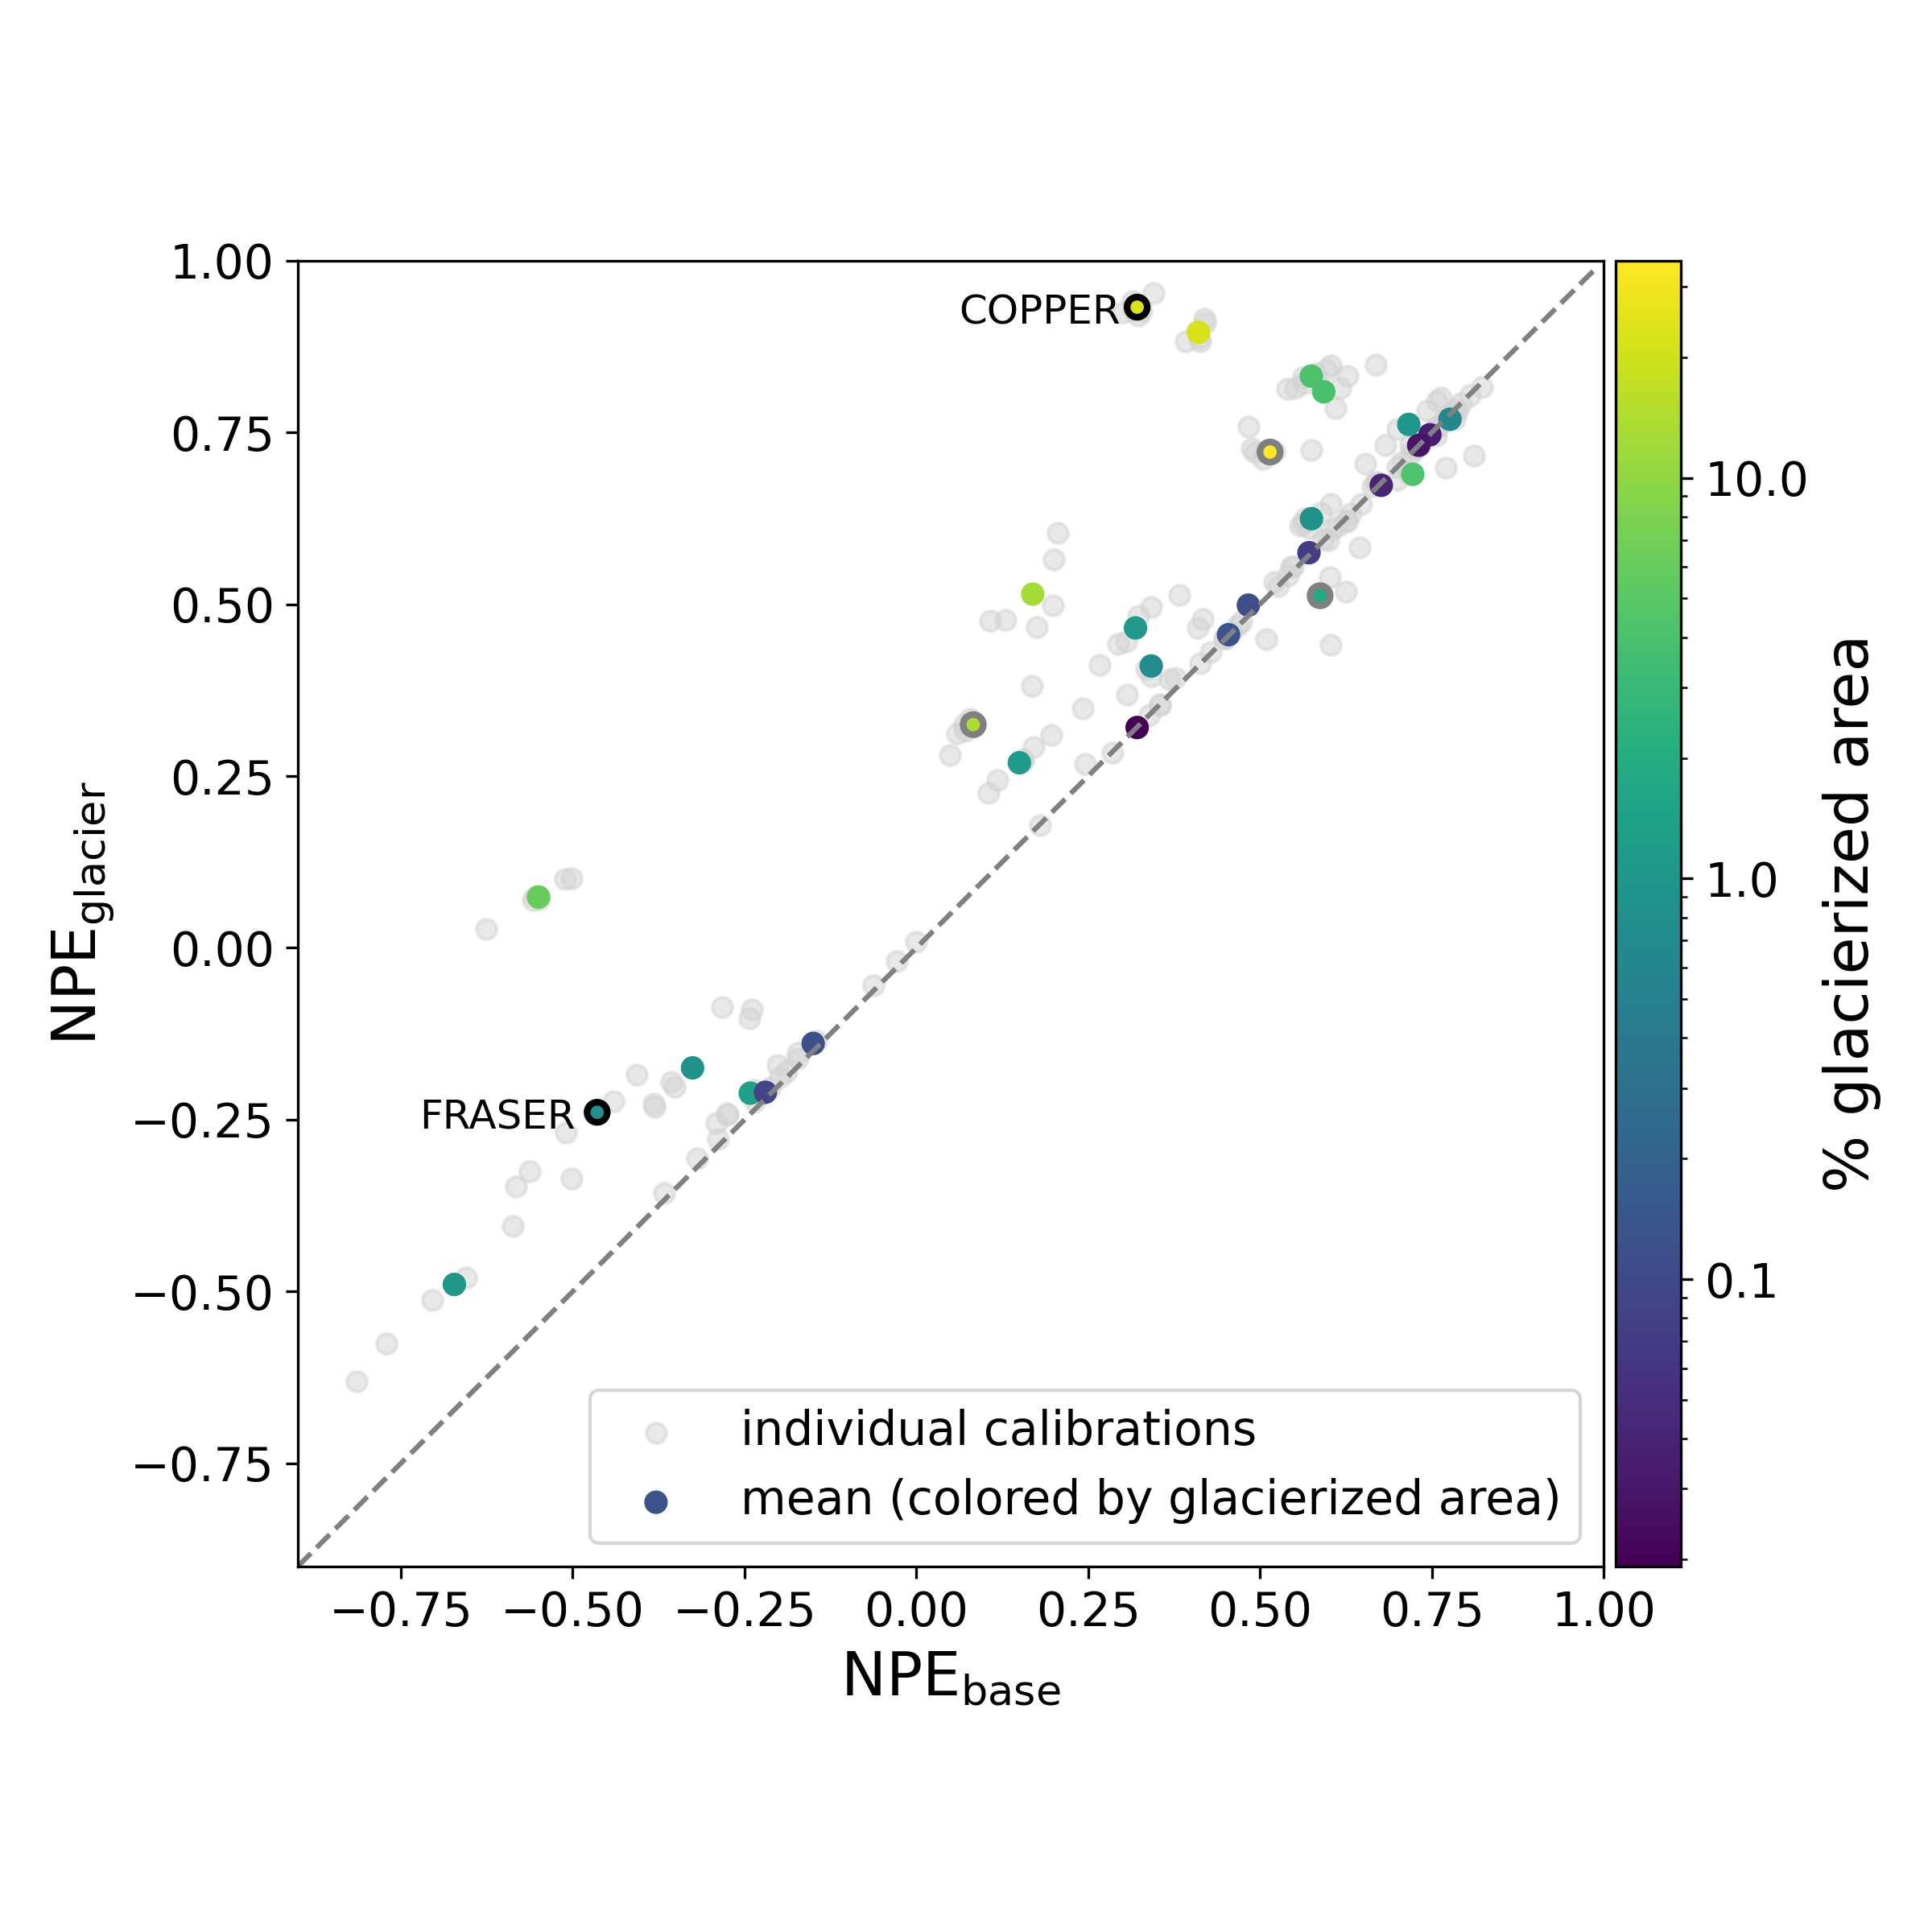 1.00
0.75
0.50
0.25
0.00
−0.25
−0.50
−0.75
NPEglacier
COPPER
FRASER
individual calibrations
mean (colored by glacierized area)
−0.75 −0.50 −0.25 0.00 0.25 0.50 0.75 1.00
NPEbase
10.0
1.0
0.1
% glacierized area